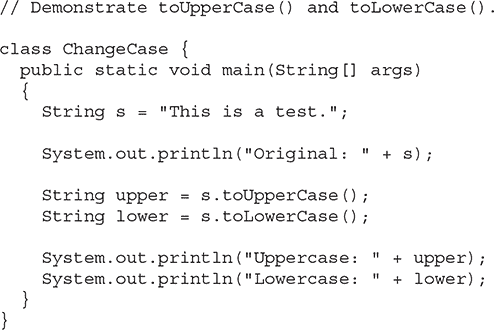 // Demonstrate toUpperCase() and toLowerCase().
class ChangeCase {
public static void main(String[] args)
{
String s = "This is a test.";
System.out.println("Original: " + s);
String upper = s.toUpperCase();
String lower = s.toLowerCase();
System.out.println("Uppercase: " + upper);
System.out.println("Lowercase: " + lower);
}
}